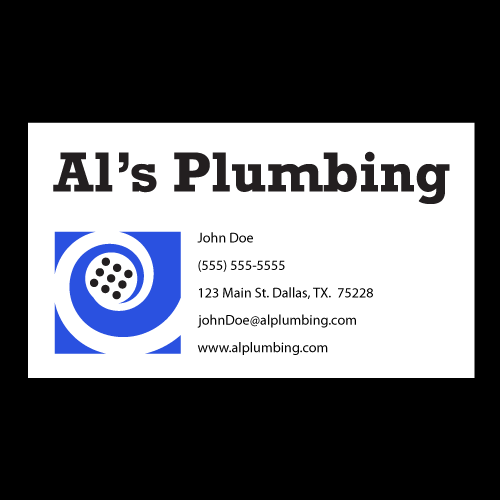 Al’s Plumbing
John Doe
(555) 555-5555
123 Main St. Dallas, TX.  75228
johnDoe@alplumbing.com
www.alplumbing.com